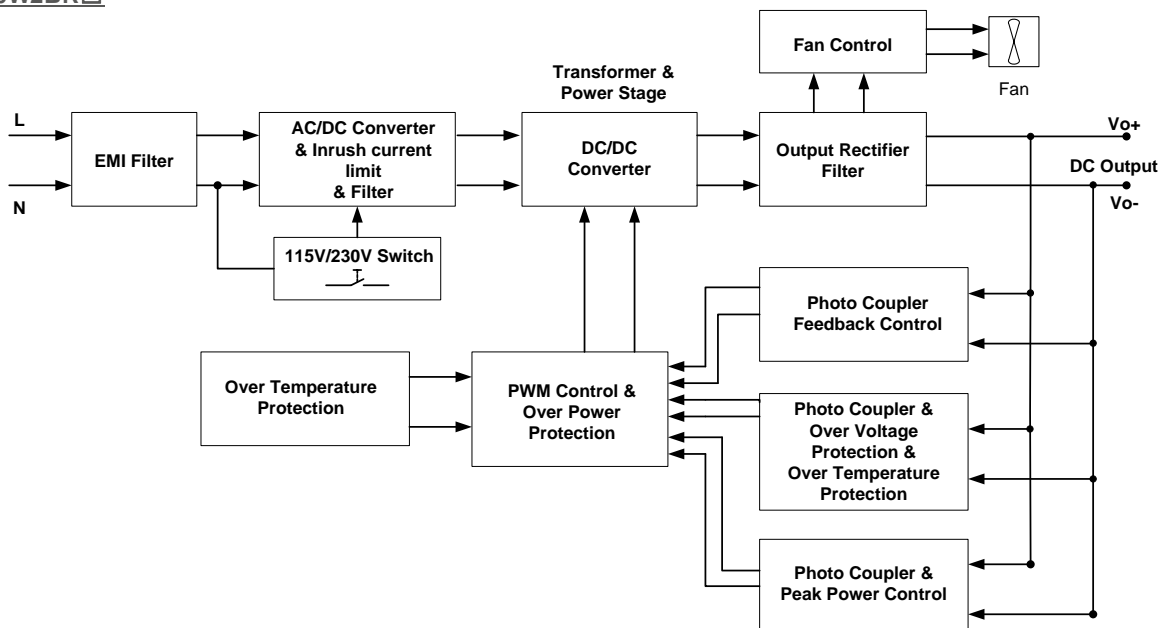 Fan Control
Fan
Transformer &
Power Stage
L
N
EMI Filter
AC/DC Converter
& Inrush current
limit
& Filter
DC/DC
Converter
Output Rectifier
Filter
Vo+
DC Output
Vo-
115V/230V Switch
Photo Coupler
Feedback Control
Over Temperature
Protection
PWM Control &
Over Power
Protection
Photo Coupler &
Over Voltage
Protection &
Over Temperature
Protection
Photo Coupler &
Peak Power Control